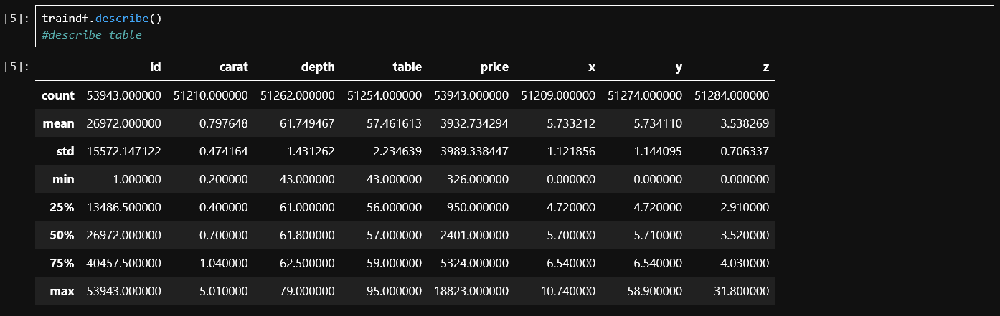 [5]: traindf.describe()
#describe table
[5]: id carat depth table price x y z
count 53943.000000 51210.000000 51262.000000 51254.000000 53943.000000 51209.000000 51274.000000 51284.000000
mean 26972.000000 0.797648 61.749467 57.461613 3932.734294 5.733212 5.734110 3.538269
std 15572.147122 0.474164 1.431262 2.234639 3989.338447 1.121856 1.144095 0.706337
min 1.000000 0.200000 43.000000 43.000000 326.000000 0.000000 0.000000 0.000000
25% 13486.500000 0.400000 61.000000 56.000000 950.000000 4.720000 4.720000 2.910000
50% 26972.000000 0.700000 61.800000 57.000000 2401.000000 5.700000 5.710000 3.520000
75% 40457.500000 1.040000 62.500000 59.000000 5324.000000 6.540000 6.540000 4.030000
max 53943.000000 5.010000 79.000000 95.000000 18823.000000 10.740000 58.900000 31.800000